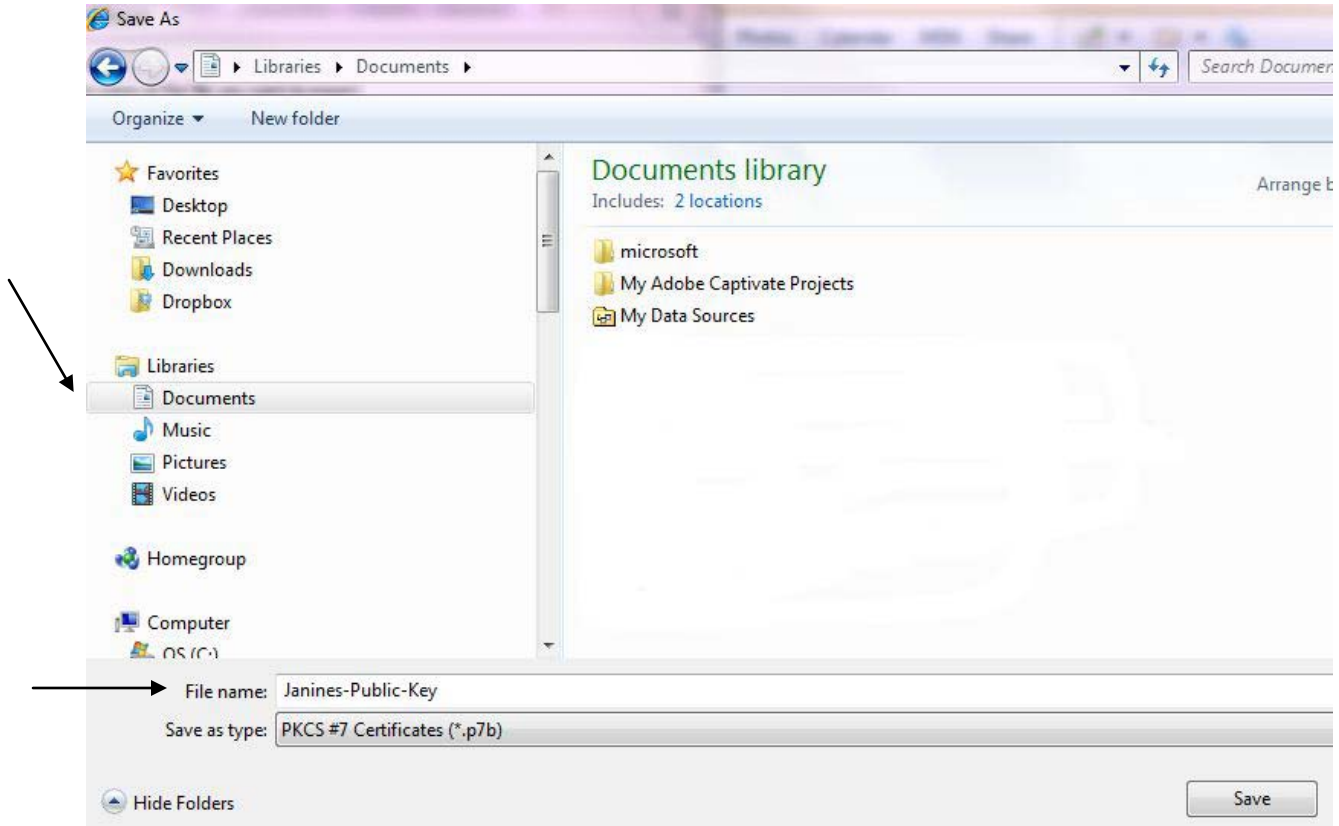 Save As
Libraries Documents
Search Documen
Organize New folder
Favorites
Desktop
Recent Places
Downloads
Dropbox
Libraries
Documents
Music
Pictures
Videos
Homegroup
Computer
OS (C:)
Documents library
Includes: 2 locations
Arrange b
microsoft
My Adobe Captivate Projects
My Data Sources
File name: Janines-Public-Key
Save as type: PKCS #7 Certificates (*.p7b)
Hide Folders
Save